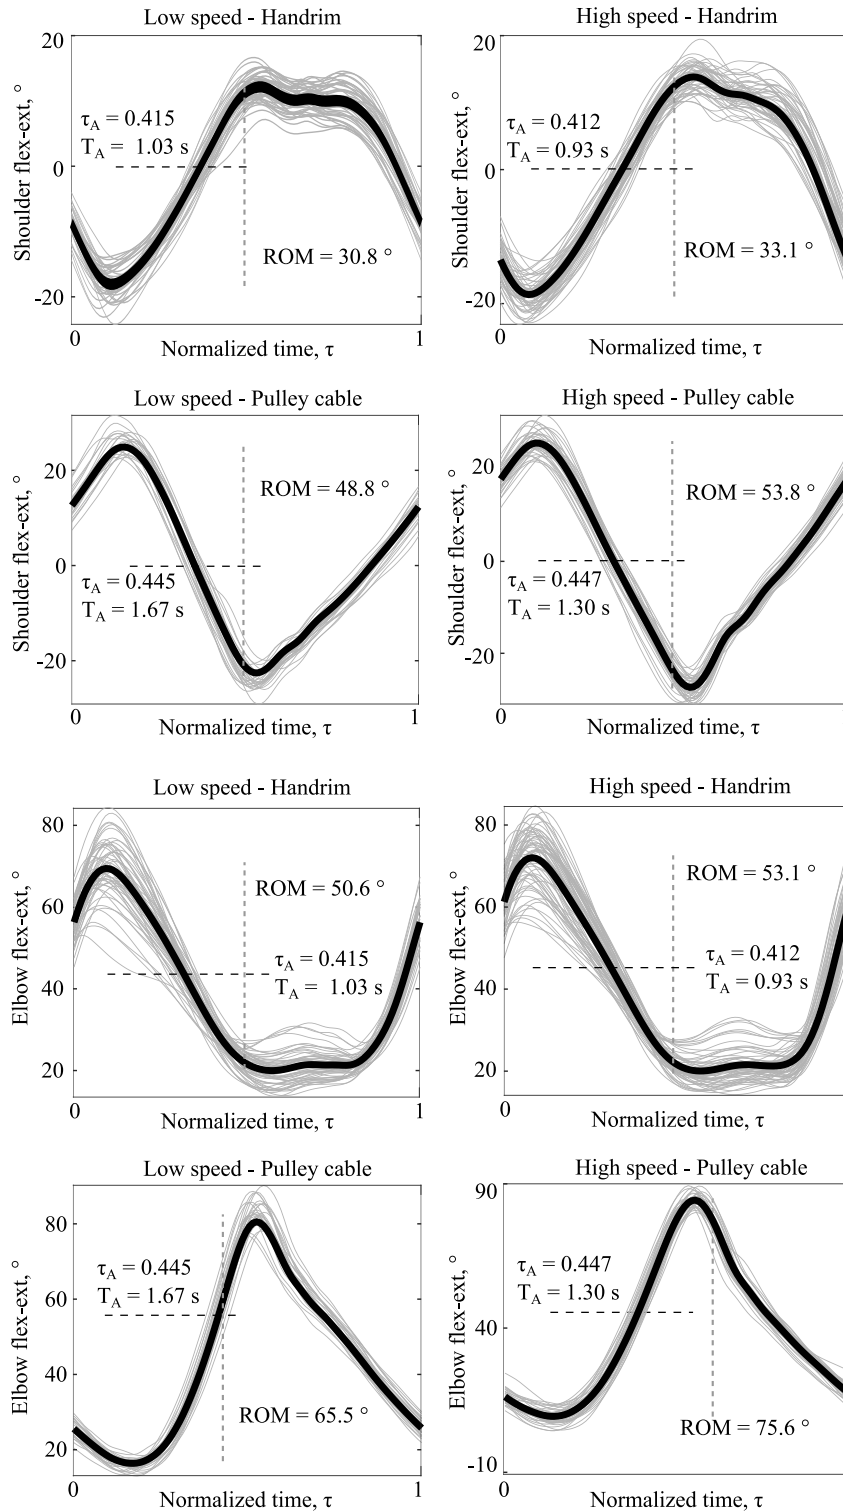 Low speed - Handrim
High speed - Handrim
20
0
-20
Shoulder flex-ext, °
τA = 0.415
TA = 1.03 s
ROM = 30.8 °
0
1
Normalized time, τ
20
0
-20
Shoulder flex-ext, °
τA = 0.412
TA = 0.93 s
ROM = 33.1 °
0
Normalized time, τ
Low speed - Pulley cable
High speed - Pulley cable
20
0
-20
Shoulder flex-ext, °
ROM = 48.8 °
τA = 0.445
TA = 1.67 s
0
1
Normalized time, τ
20
0
-20
Shoulder flex-ext, °
ROM = 53.8 °
τA = 0.447
TA = 1.30 s
0
Normalized time, τ
Low speed - Handrim
High speed - Handrim
80
60
40
20
Elbow flex-ext, °
ROM = 50.6 °
τA = 0.415
TA = 1.03 s
0
1
Normalized time, τ
80
60
40
20
Elbow flex-ext, °
ROM = 53.1 °
τA = 0.412
TA = 0.93 s
0
Normalized time, τ
Low speed - Pulley cable
High speed - Pulley cable
80
60
40
20
Elbow flex-ext, °
τA = 0.445
TA = 1.67 s
ROM = 65.5 °
0
1
Normalized time, τ
90
40
-10
Elbow flex-ext, °
τA = 0.447
TA = 1.30 s
ROM = 75.6 °
0
Normalized time, τ